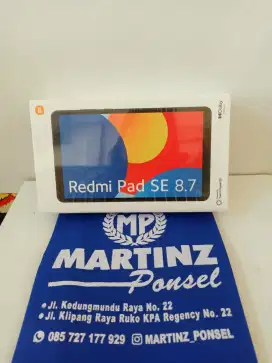 Redmi Pad SE 8.7
MP
MARTINZ
Ponsel
Jl. Kedungmundu Raya No. 22
Jl. Klipang Raya Ruko KPA Regency No. 22
085 727 177 929 MARTINZ_PONSEL